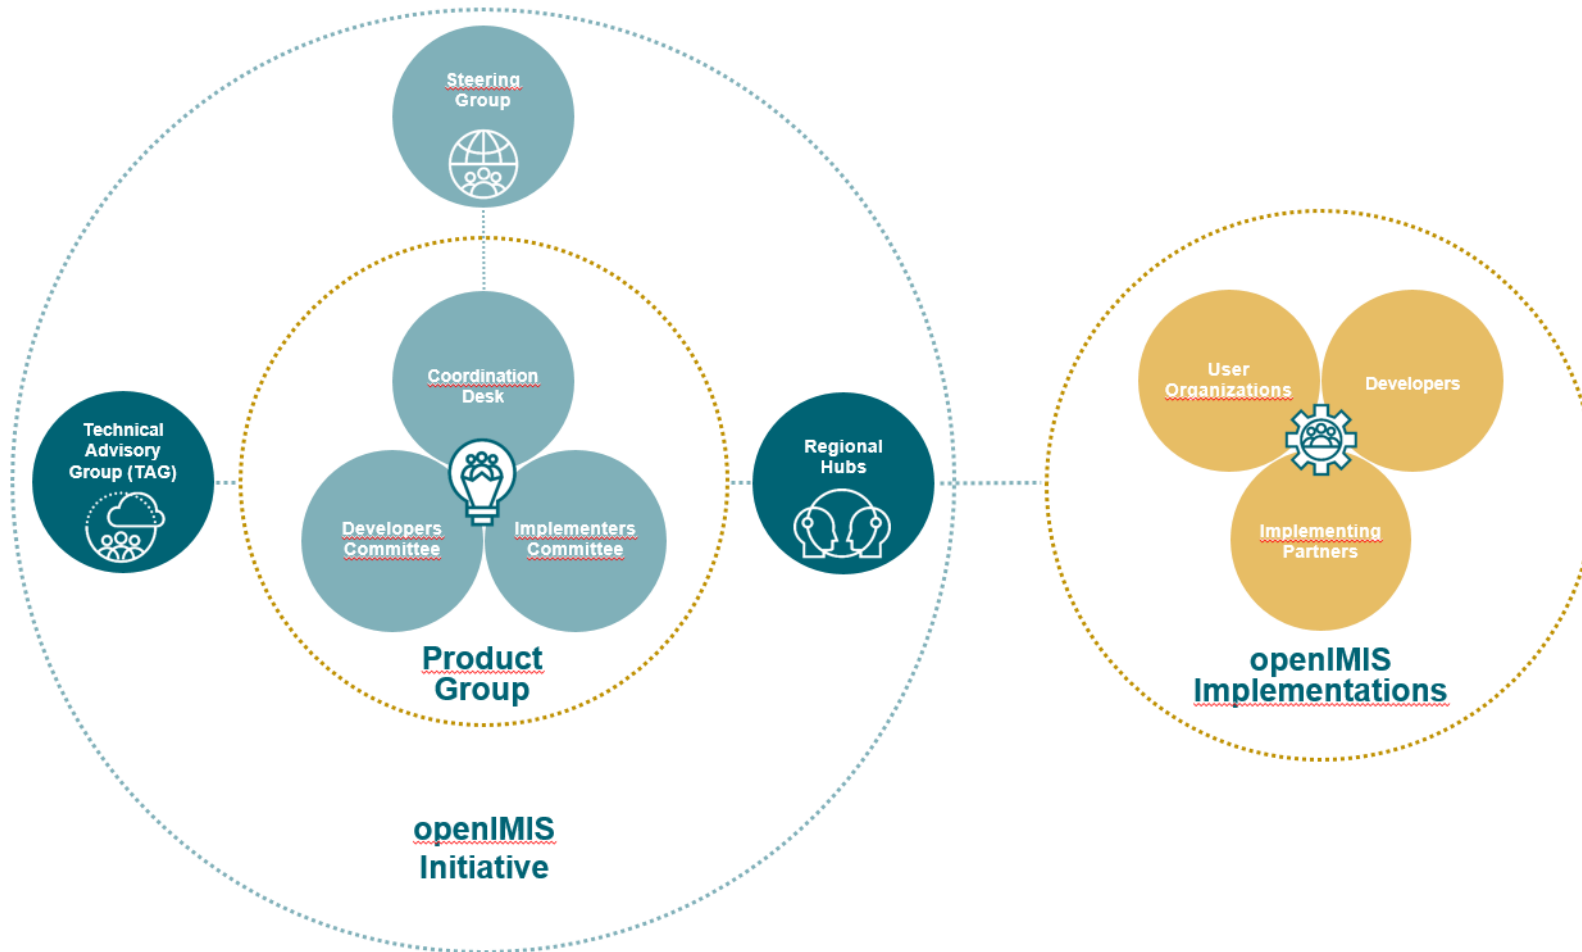 Steering
Group
Coordination
Desk
Technical
Advisory
Group (TAG)
Developers
Committee
Implementers
Committee
Regional
Hubs
Product
Group
openIMIS
Initiative
User
Organizations
Developers
Implementing
Partners
openIMIS
Implementations